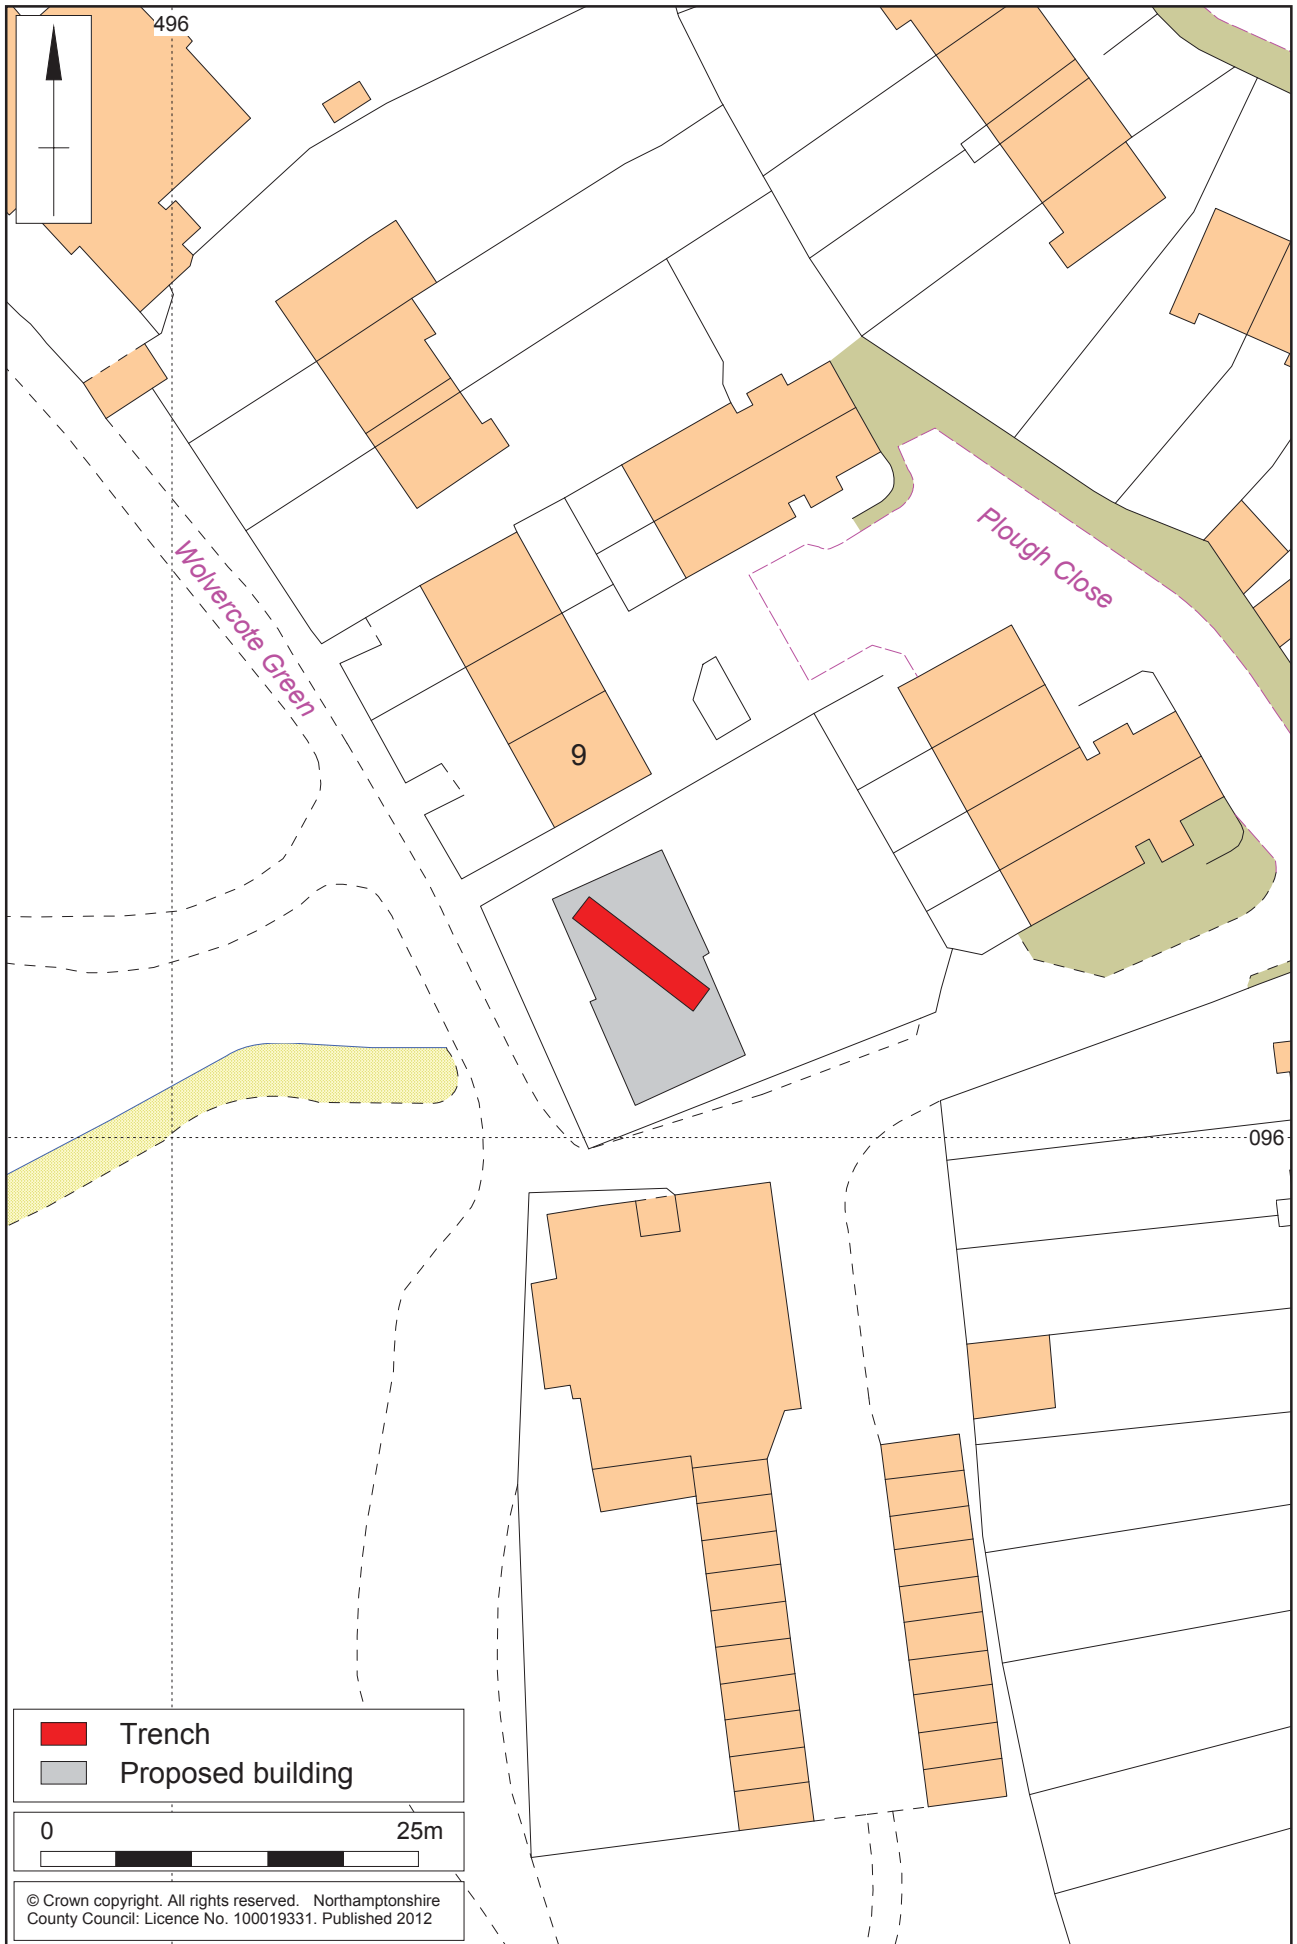 496
Wolvercote Green
Plough Close
9
096
Trench
Proposed building
0 25m
© Crown copyright. All rights reserved. Northamptonshire
County Council: Licence No. 100019331. Published 2012